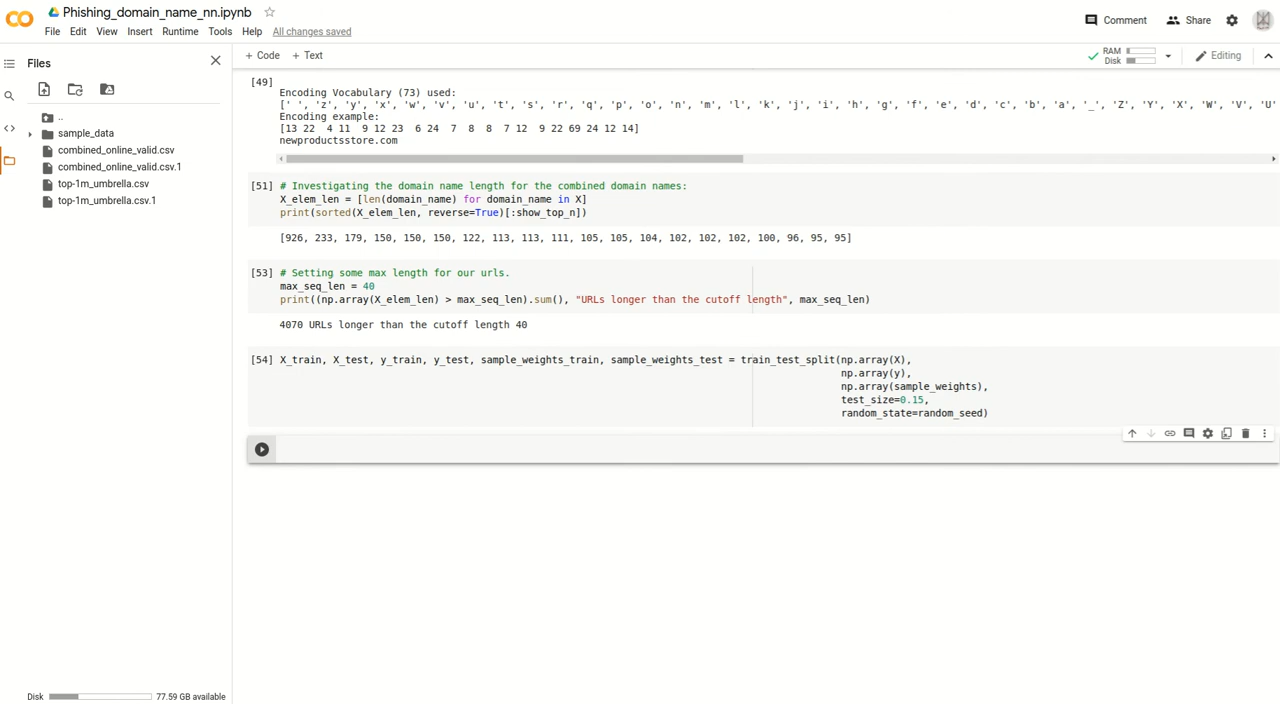 Phishing_domain_name_nn.ipynb
File Edit View Insert Runtime Tools Help All changes saved
Comment Share
Files
+ Code + Text
RAM
Disk
Editing
..
sample_data
combined_online_valid.csv
combined_online_valid.csv.1
top-1m_umbrella.csv
top-1m_umbrella.csv.1
[49]
Encoding Vocabulary (73) used:
[' ', 'z', 'y', 'x', 'w', 'v', 'u', 't', 's', 'r', 'q', 'p', 'o', 'n', 'm', 'l', 'k', 'j', 'i', 'h', 'g', 'f', 'e', 'd', 'c', 'b', 'a', '_', 'Z', 'Y', 'X', 'W', 'V', 'U'
Encoding example:
[13 22  4 11  9 12 23  6 24  7  8  8  7 12  9 22 69 24 12 14]
newproductsstore.com
[51] # Investigating the domain name length for the combined domain names:
X_elem_len = [len(domain_name) for domain_name in X]
print(sorted(X_elem_len, reverse=True)[:show_top_n])
[926, 233, 179, 150, 150, 150, 122, 113, 113, 111, 105, 105, 104, 102, 102, 102, 100, 96, 95, 95]
[53] # Setting some max length for our urls.
max_seq_len = 40
print((np.array(X_elem_len) > max_seq_len).sum(), "URLs longer than the cutoff length", max_seq_len)
4070 URLs longer than the cutoff length 40
[54] X_train, X_test, y_train, y_test, sample_weights_train, sample_weights_test = train_test_split(np.array(X),
np.array(y),
np.array(sample_weights),
test_size=0.15,
random_state=random_seed)
Disk 77.59 GB available